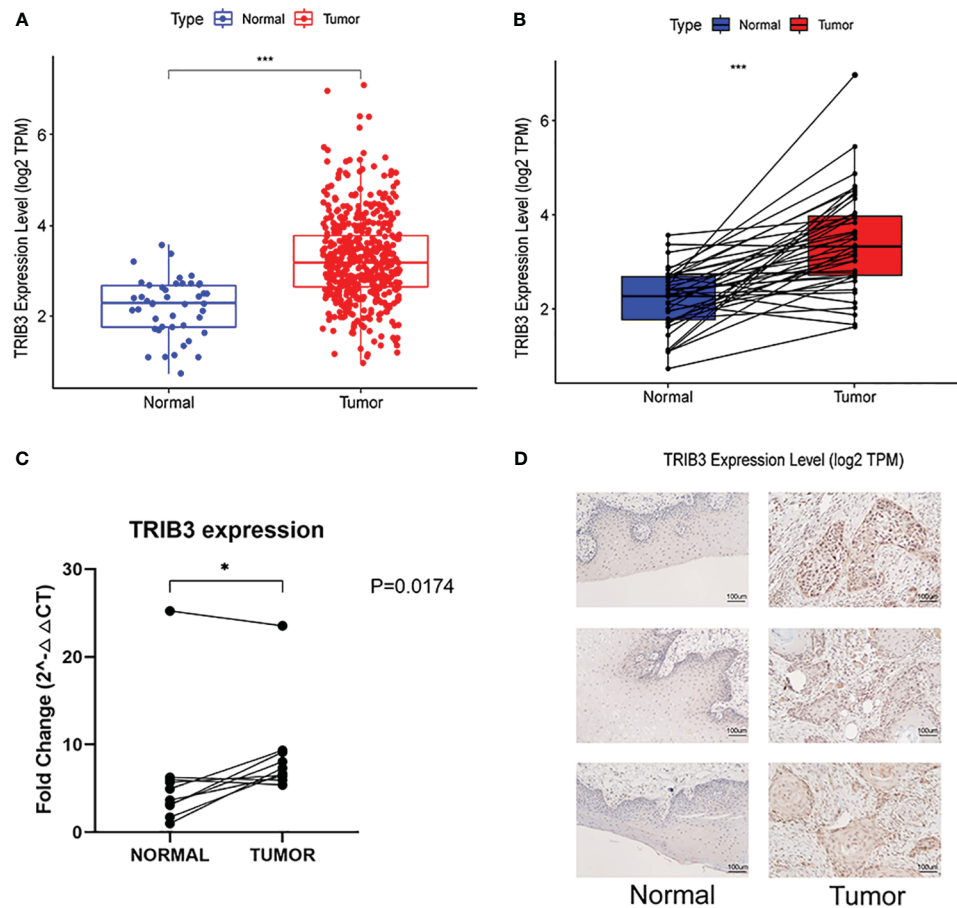 A
Type Normal Tumor
***
TRIB3 Expression Level (log2 TPM)
6
4
2
Normal
Tumor
B
Type Normal Tumor
***
TRIB3 Expression Level (log2 TPM)
6
4
2
Normal
Tumor
C
TRIB3 expression
*
P=0.0174
Fold Change (2^-Δ ΔCT)
30
20
10
0
NORMAL
TUMOR
D
TRIB3 Expression Level (log2 TPM)
100um
100um
100um
100um
100um
100um
Normal
Tumor